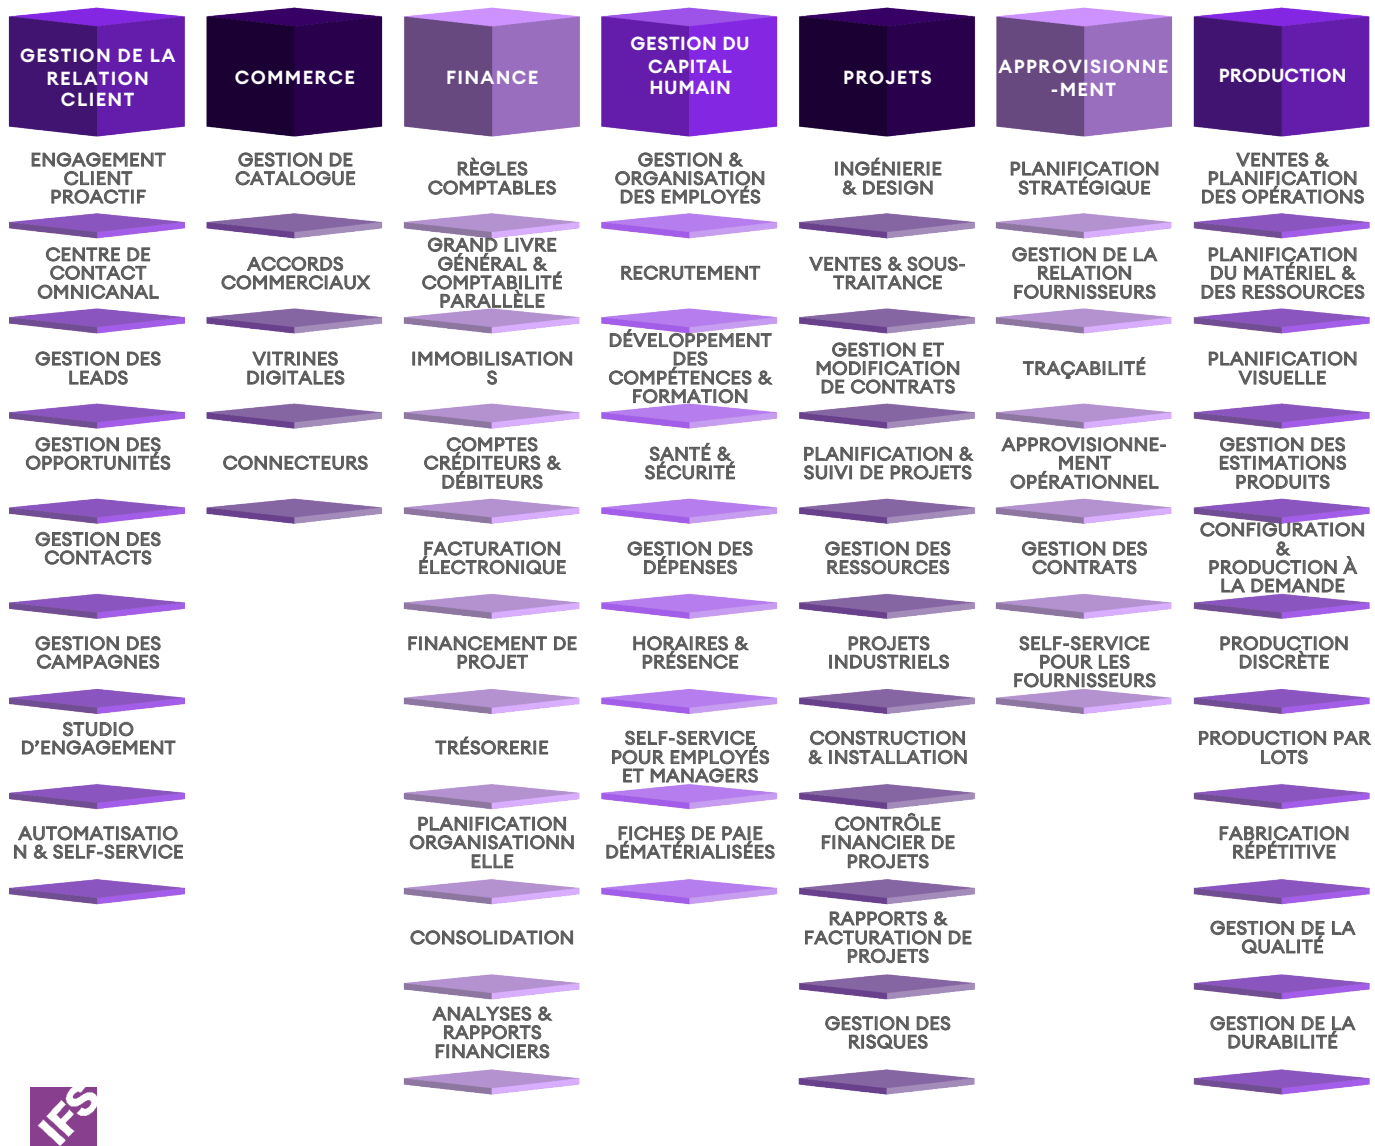 GESTION DE LA
RELATION
CLIENT
ENGAGEMENT
CLIENT
PROACTIF
CENTRE DE
CONTACT
OMNICANAL
GESTION DES
LEADS
GESTION DES
OPPORTUNITÉS
GESTION DES
CONTACTS
GESTION DES
CAMPAGNES
STUDIO
D’ENGAGEMENT
AUTOMATISATIO
N & SELF-SERVICE
COMMERCE
GESTION DE
CATALOGUE
ACCORDS
COMMERCIAUX
VITRINES
DIGITALES
CONNECTEURS
FINANCE
RÈGLES
COMPTABLES
GRAND LIVRE
GÉNÉRAL &
COMPTABILITÉ
PARALLÈLE
IMMOBILISATION
S
COMPTES
CRÉDITEURS &
DÉBITEURS
FACTURATION
ÉLECTRONIQUE
FINANCEMENT DE
PROJET
TRÉSORERIE
PLANIFICATION
ORGANISATIONN
ELLE
CONSOLIDATION
ANALYSES &
RAPPORTS
FINANCIERS
GESTION DU
CAPITAL
HUMAIN
GESTION &
ORGANISATION
DES EMPLOYÉS
RECRUTEMENT
DÉVELOPPEMENT
DES
COMPÉTENCES &
FORMATION
SANTÉ &
SÉCURITÉ
GESTION DES
DÉPENSES
HORAIRES &
PRÉSENCE
SELF-SERVICE
POUR EMPLOYÉS
ET MANAGERS
FICHES DE PAIE
DÉMATÉRIALISÉES
PROJETS
INGÉNIERIE
& DESIGN
VENTES & SOUS-
TRAITANCE
GESTION ET
MODIFICATION
DE CONTRATS
PLANIFICATION &
SUIVI DE PROJETS
GESTION DES
RESSOURCES
PROJETS
INDUSTRIELS
CONSTRUCTION
& INSTALLATION
CONTRÔLE
FINANCIER DE
PROJETS
RAPPORTS &
FACTURATION DE
PROJETS
GESTION DES
RISQUES
APPROVISIONNE
-MENT
PLANIFICATION
STRATÉGIQUE
GESTION DE LA
RELATION
FOURNISSEURS
TRAÇABILITÉ
APPROVISIONNE-
MENT
OPÉRATIONNEL
GESTION DES
CONTRATS
SELF-SERVICE
POUR LES
FOURNISSEURS
PRODUCTION
VENTES &
PLANIFICATION
DES OPÉRATIONS
PLANIFICATION
DU MATÉRIEL &
DES RESSOURCES
PLANIFICATION
VISUELLE
GESTION DES
ESTIMATIONS
PRODUITS
CONFIGURATION
&
PRODUCTION À
LA DEMANDE
PRODUCTION
DISCRÈTE
PRODUCTION PAR
LOTS
FABRICATION
RÉPÉTITIVE
GESTION DE LA
QUALITÉ
GESTION DE LA
DURABILITÉ
IFS